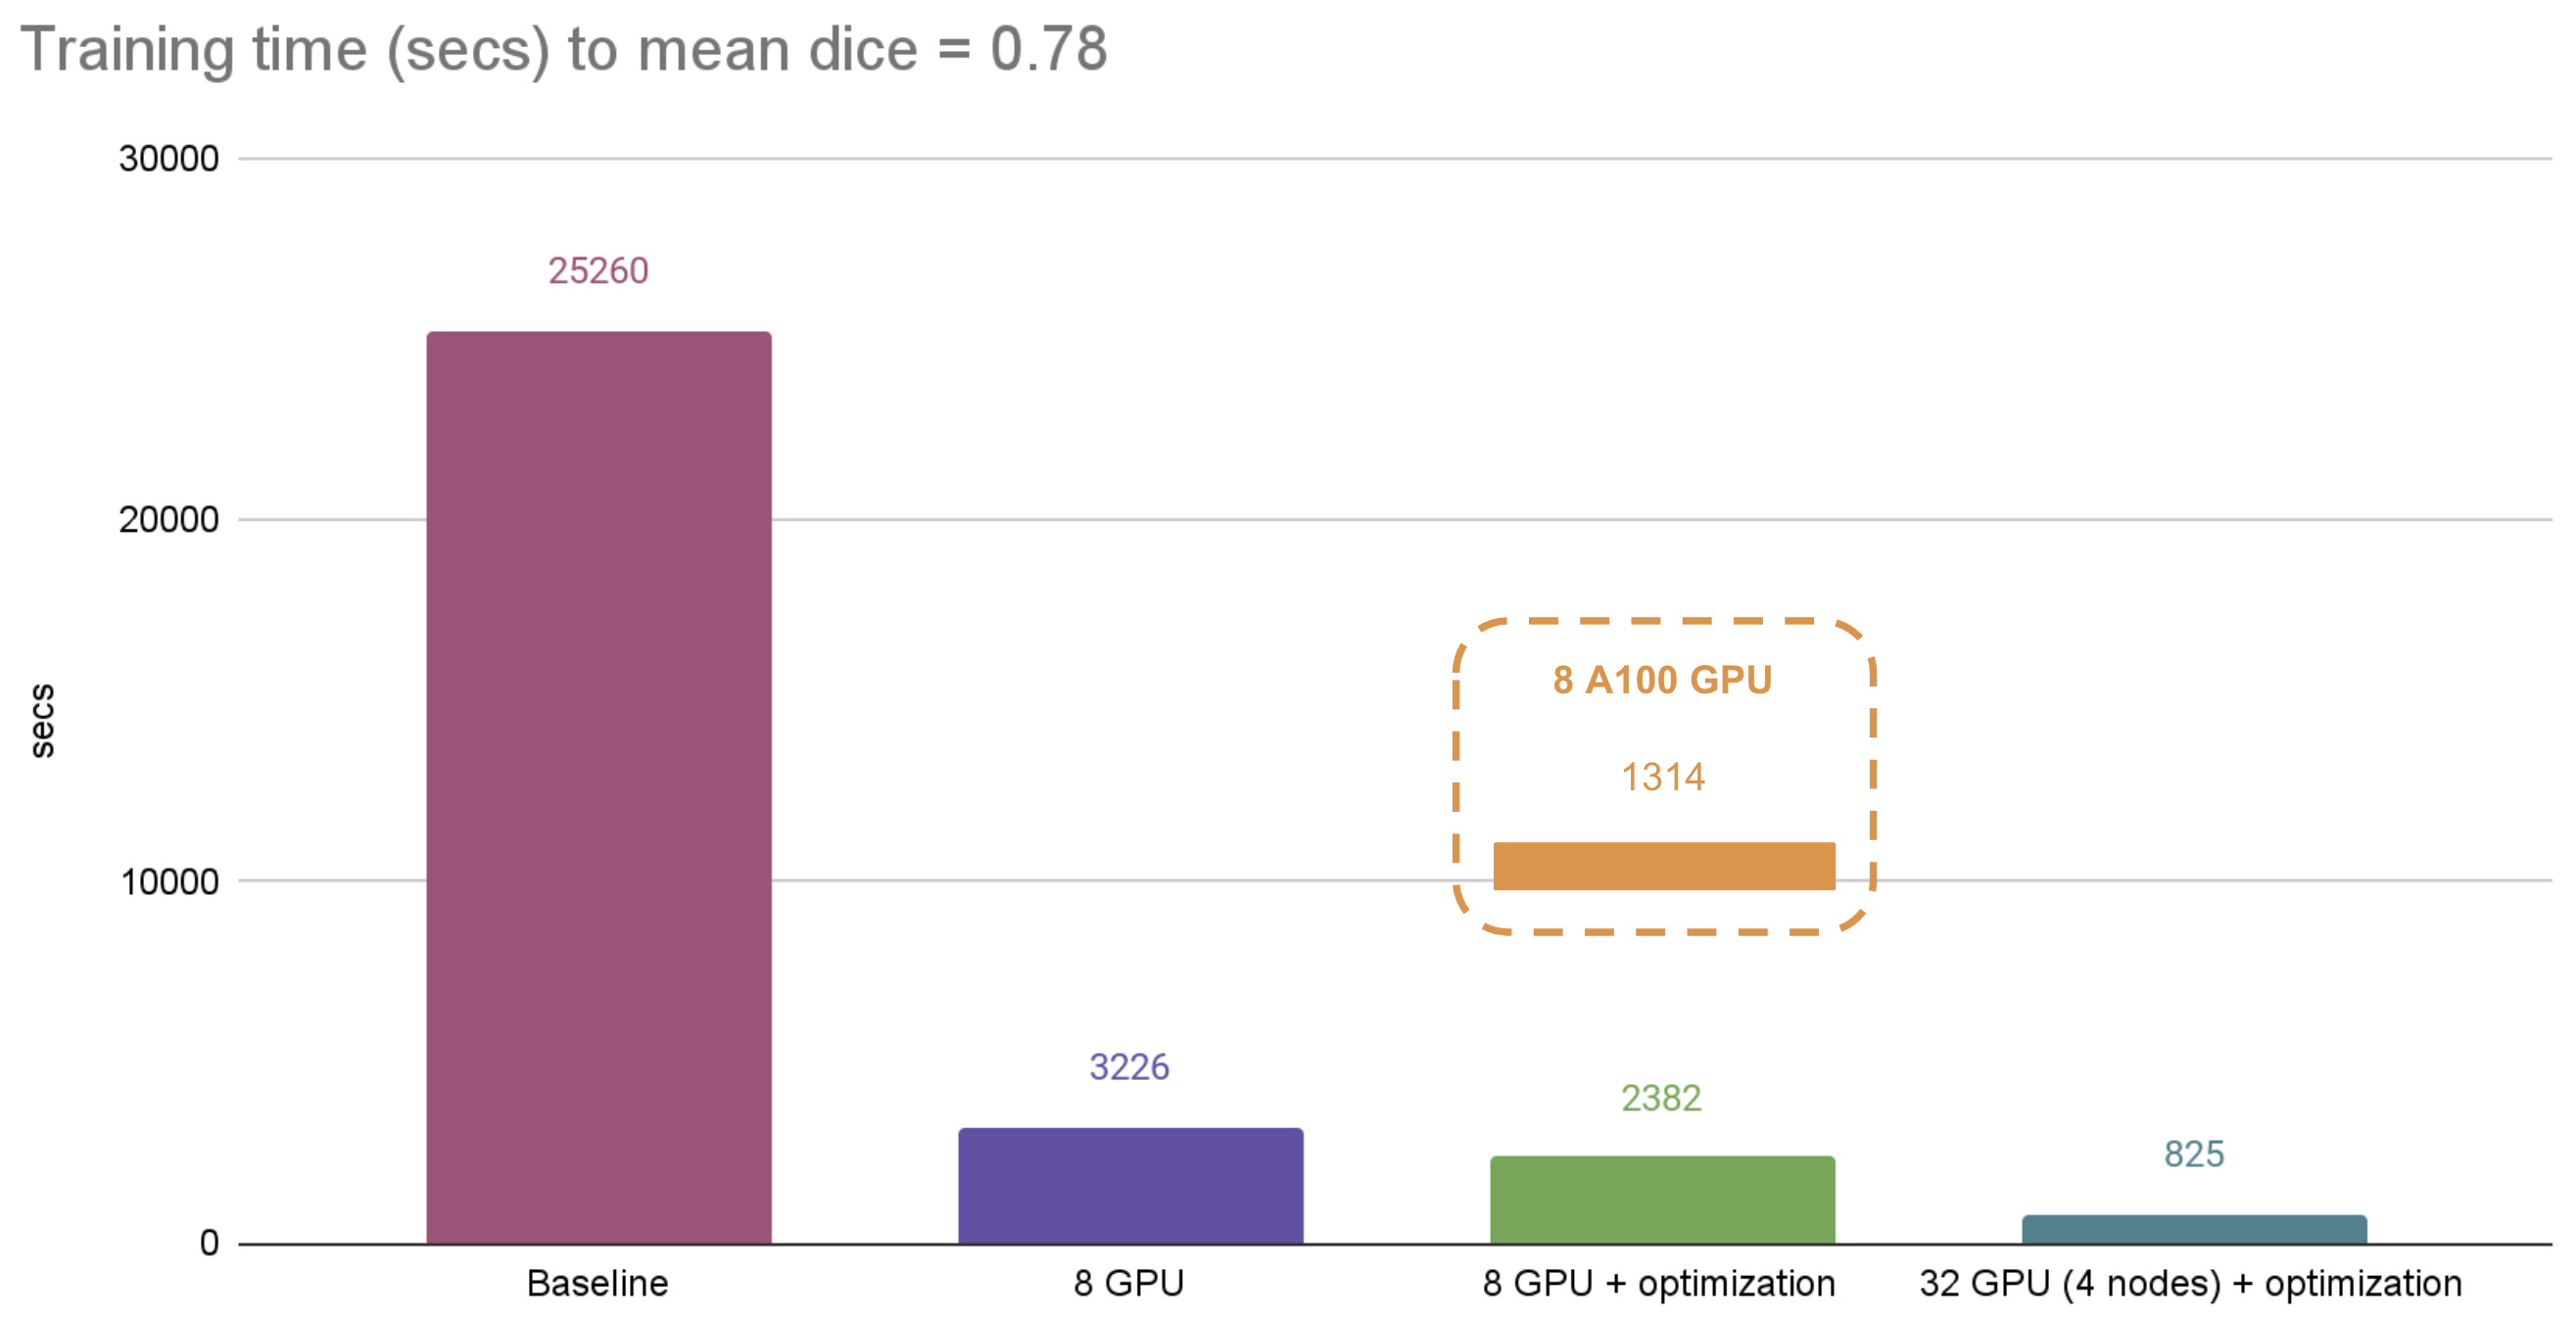 Training time (secs) to mean dice = 0.78
30000
25260
20000
8 A100 GPU
1314
secs
10000
3226
2382
825
0
Baseline
8 GPU
8 GPU + optimization
32 GPU (4 nodes) + optimization